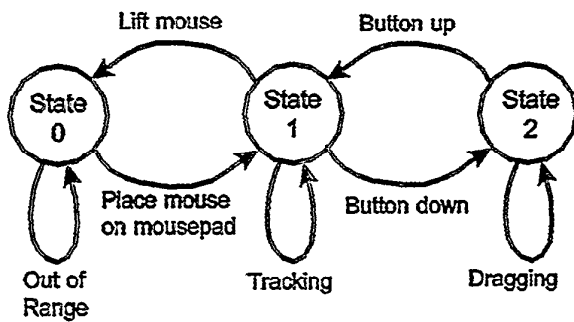 Lift mouse
Button up
State
0
State
1
State
2
Place mouse
on mousepad
Button down
Out of
Range
Tracking
Dragging